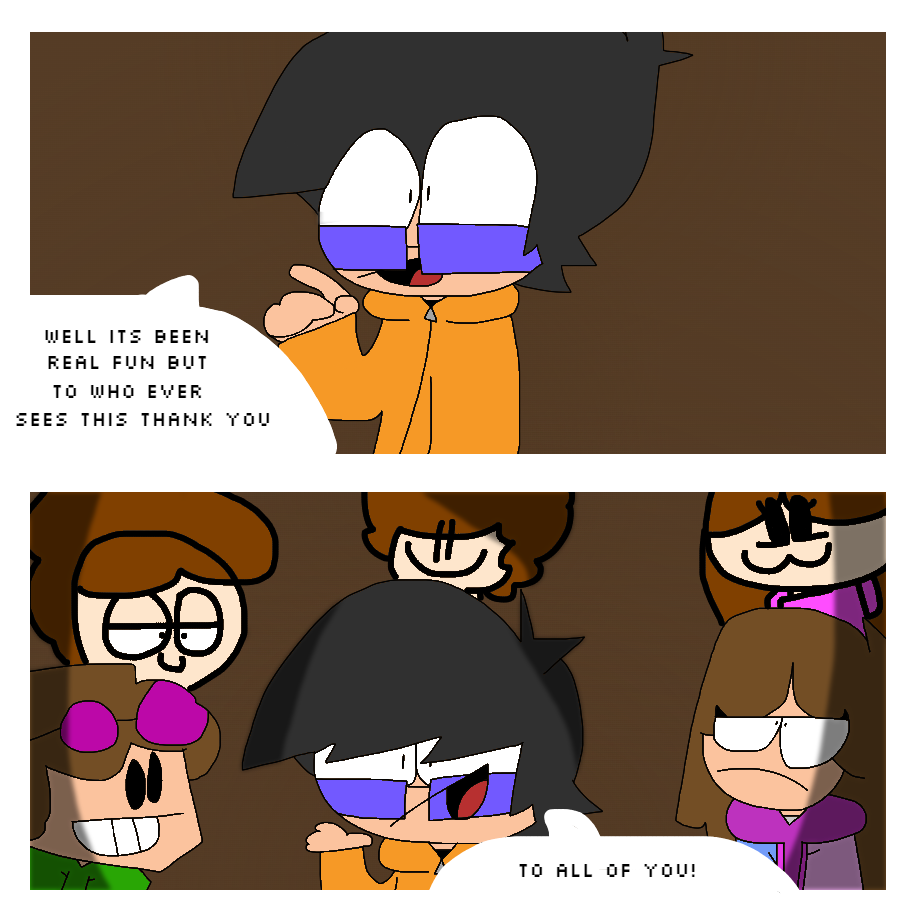 WELL ITS BEEN
REAL FUN BUT
TO WHO EVER
SEES THIS THANK YOU
TO ALL OF YOU!